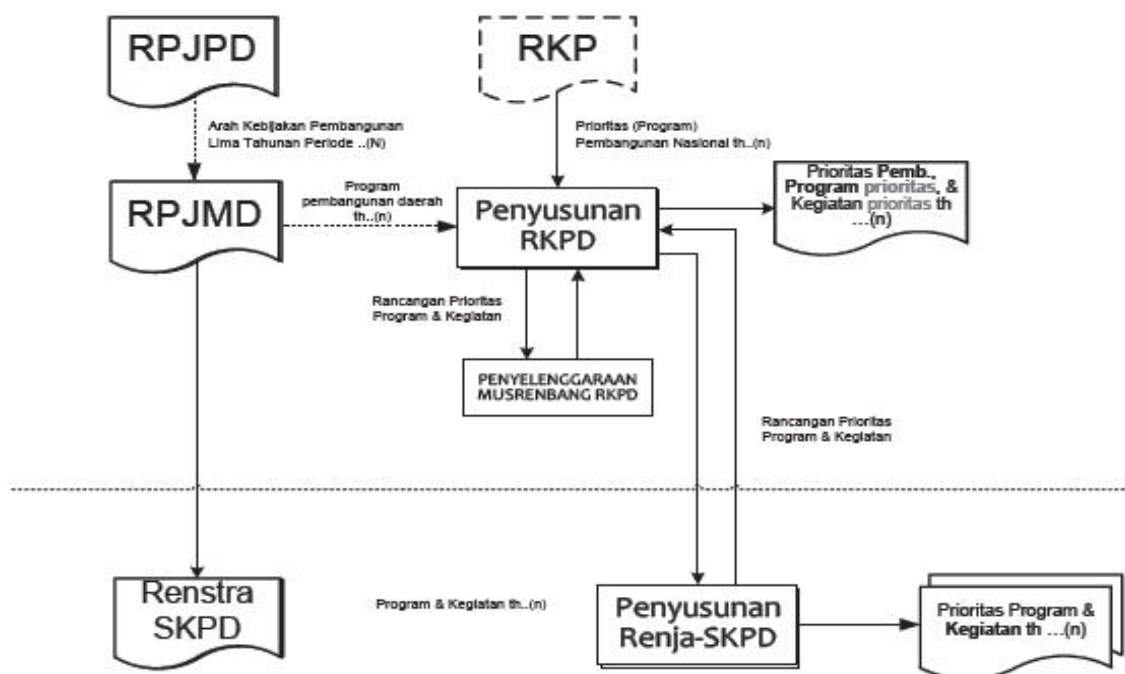 RPJPD
RKP
Arah Kebijakan Pembangunan
Lima Tahunan Periode ..(N)
Prioritas (Program)
Pembangunan Nasional th..(n)
RPJMD
Program
pembangunan daerah
th..(n)
Penyusunan
RKPD
Prioritas Pemb.,
Program prioritas, &
Kegiatan prioritas th
...(n)
Rancangan Prioritas
Program & Kegiatan
PENYELENGGARAAN
MUSRENBANG RKPD
Rancangan Prioritas
Program & Kegiatan
Renstra
SKPD
Program & Kegiatan th..(n)
Penyusunan
Renja-SKPD
Prioritas Program &
Kegiatan th ...(n)